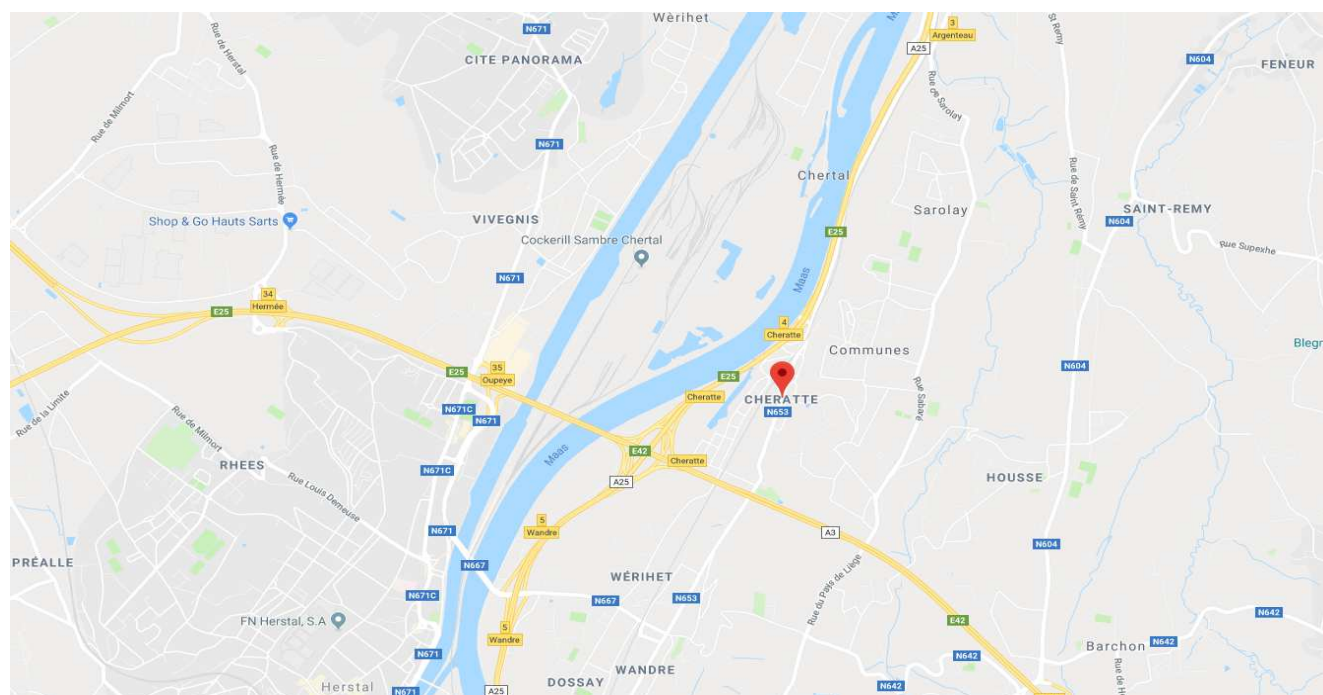 Wèrihet
3
Argenteau
N671
A25
Ma
St Remy
Rue de Herstal
CITE PANORAMA
N604
FENEUR
Rue de Milmort
Rue de Sarolay
N671
Rue de Hermée
Chertal
Rue de Saint Rémy
Shop & Go Hauts Sarts
VIVEGNIS
Sarolay
SAINT-REMY
N604
Cockerill Sambre Chertal
E25
Rue Supexhe
N671
Maas
34
Hermée
E25
4
Cheratte
Communes
Blegn
35
Oupeye
E25
E25
N604
Cheratte
CHERATTE
N653
Rue Sabaré
Rue de la Limite
N671C
N671
Rue de Milmort
Maas
E42
Cheratte
RHEES
N671C
A25
HOUSSE
Rue Louis Demeuse
N671
5
Wandre
A3
N604
PRÉALLE
N667
WÉRIHET
Rue du Pays de Liège
N671C
N667
N653
FN Herstal, S.A
5
Wandre
E42
N642
Barchon
N642
N671
N642
WANDRE
Rue de H
Herstal
N671
A25
DOSSAY
N642